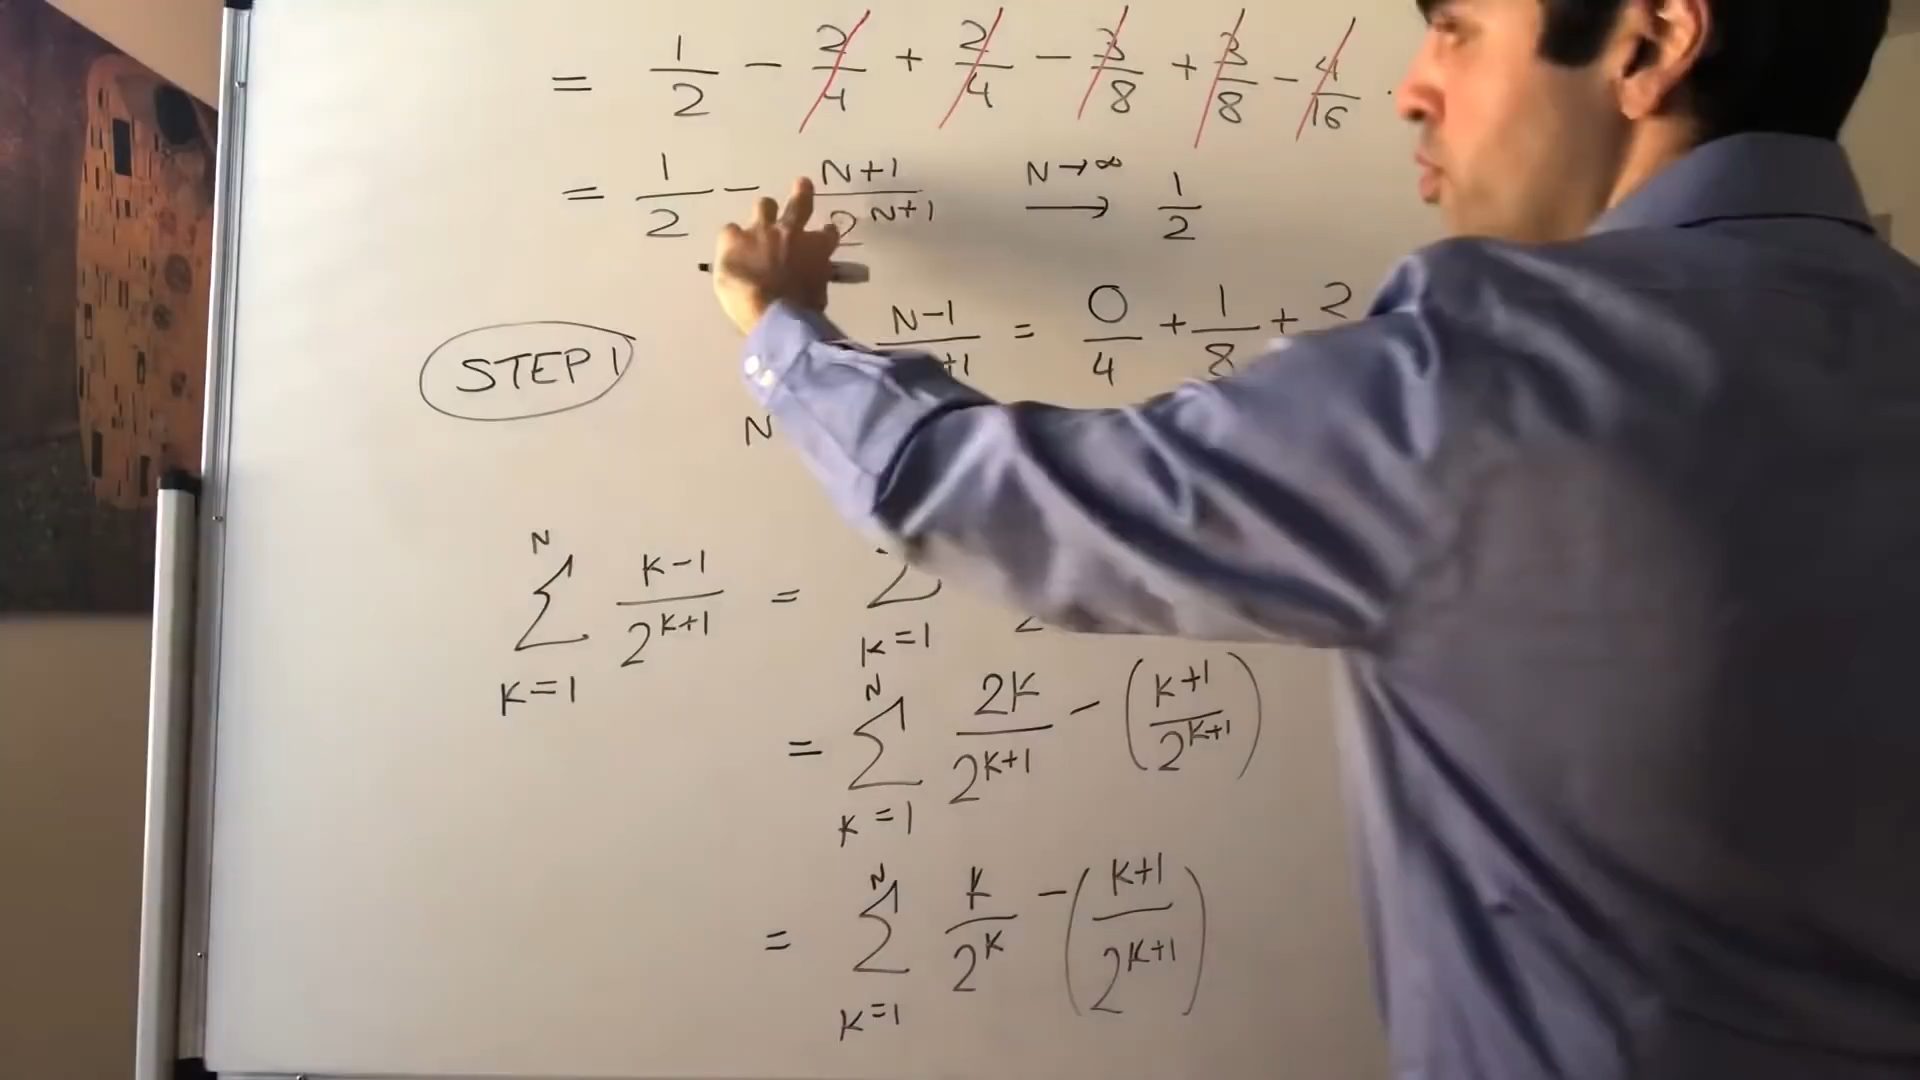 = 1/2 - 2/4 + 2/4 - 3/8 + 3/8 - 4/16 .
= 1/2 - N+1/2^N+1 N→∞ 1/2
STEP 1
N-1/+1 = 0/4 + 1/8 + 2
N
N Σ K=1 K-1/2^K+1 = Σ K=1
= N Σ K=1 2K/2^K+1 - (K+1/2^K+1)
= N Σ K=1 K/2^K - (K+1/2^K+1)